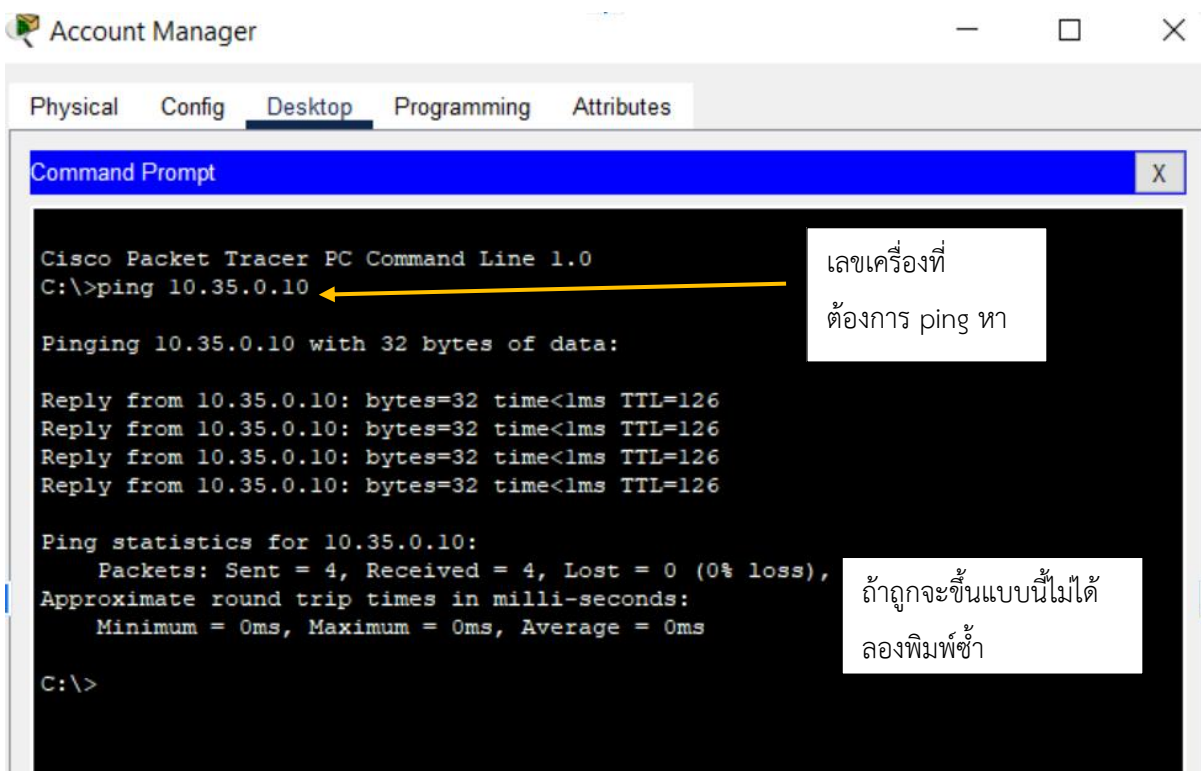 Account Manager
Physical Config Desktop Programming Attributes
Command Prompt
X
Cisco Packet Tracer PC Command Line 1.0
C:\>ping 10.35.0.10
เลขเครื่องที่
ต้องการ ping หา
Pinging 10.35.0.10 with 32 bytes of data:
Reply from 10.35.0.10: bytes=32 time<1ms TTL=126
Reply from 10.35.0.10: bytes=32 time<1ms TTL=126
Reply from 10.35.0.10: bytes=32 time<1ms TTL=126
Reply from 10.35.0.10: bytes=32 time<1ms TTL=126
Ping statistics for 10.35.0.10:
Packets: Sent = 4, Received = 4, Lost = 0 (0% loss),
Approximate round trip times in milli-seconds:
Minimum = 0ms, Maximum = 0ms, Average = 0ms
ถ้าถูกจะขึ้นแบบนี้ไม่ได้
ลองพิมพ์ซ้ำ
C:\>